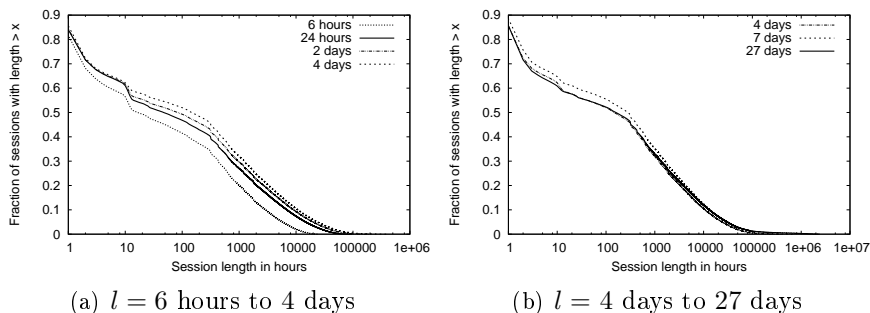 Fraction of sessions with length > x
0.9
0.8
0.7
0.6
0.5
0.4
0.3
0.2
0.1
0
6 hours
24 hours
2 days
4 days
1 10 100 1000 10000 100000 1e+06
Session length in hours
(a) l = 6 hours to 4 days
Fraction of sessions with length > x
0.9
0.8
0.7
0.6
0.5
0.4
0.3
0.2
0.1
0
4 days
7 days
27 days
1 10 100 1000 10000 100000 1e+06 1e+07
Session length in hours
(b) l = 4 days to 27 days